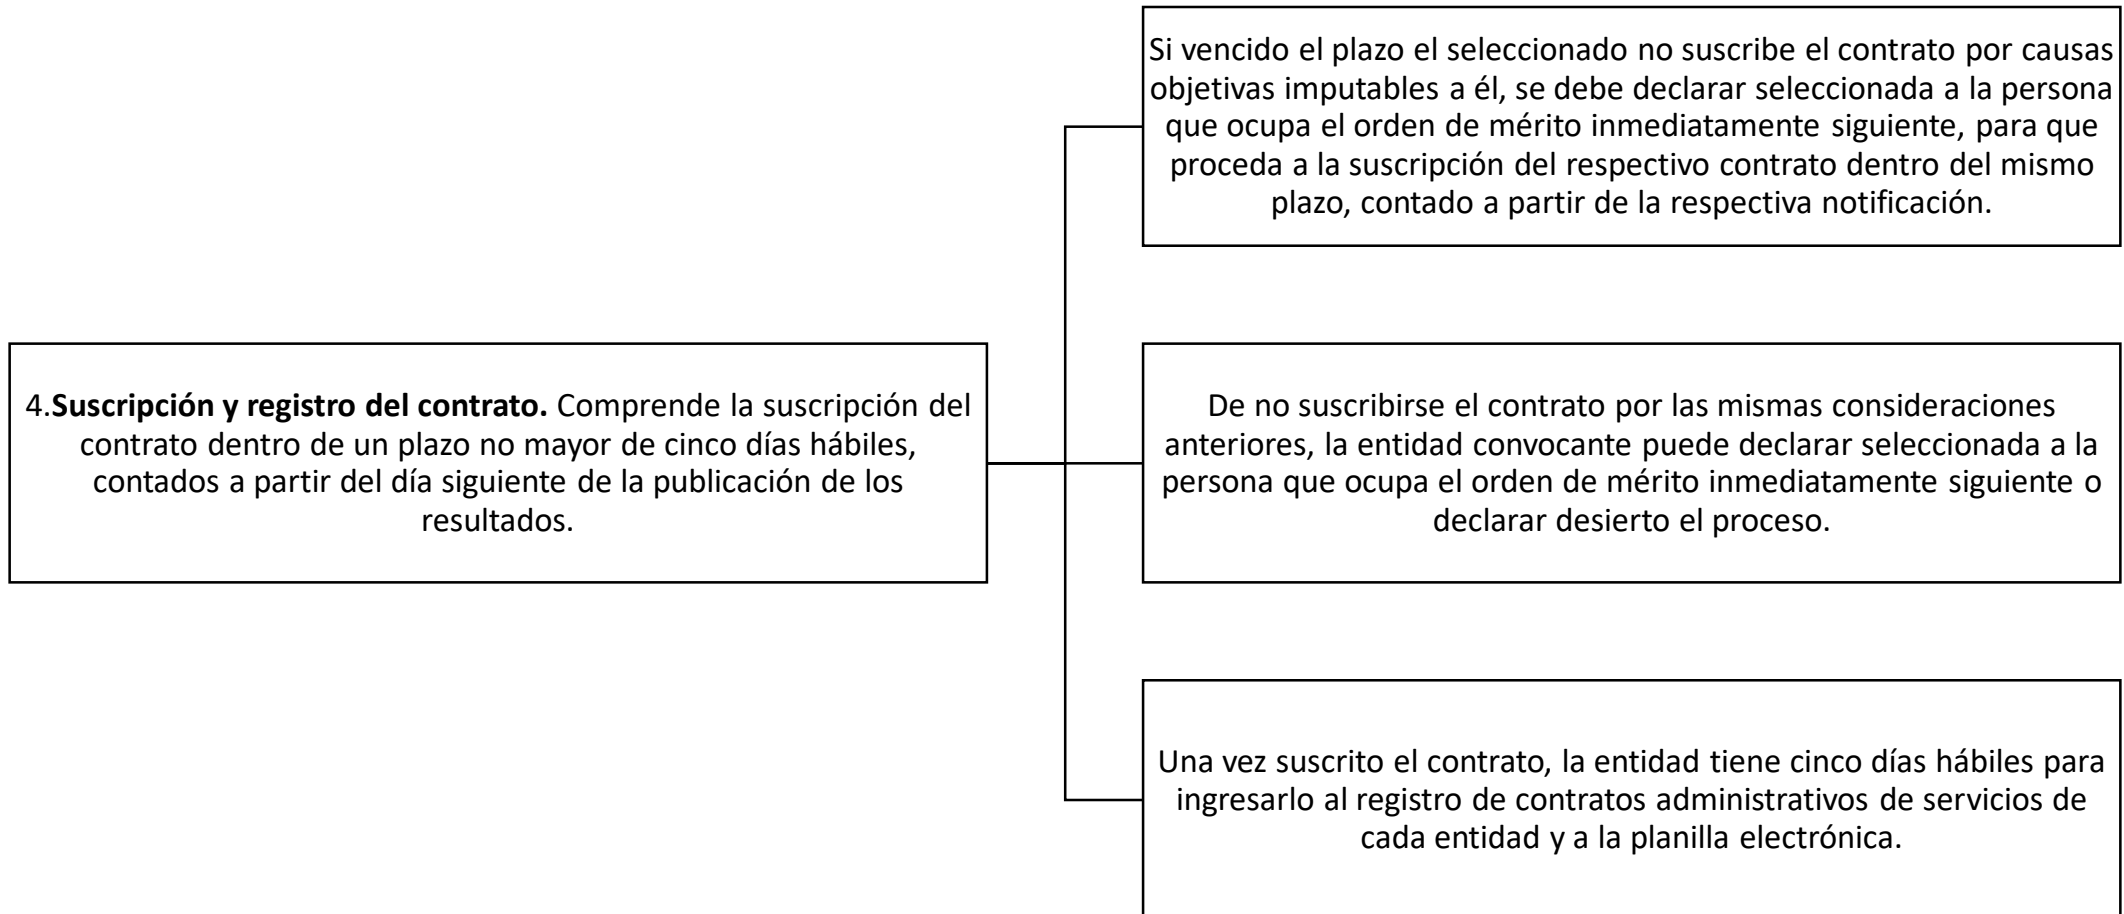 Si vencido el plazo el seleccionado no suscribe el contrato por causas
objetivas imputables a él, se debe declarar seleccionada a la persona
que ocupa el orden de mérito inmediatamente siguiente, para que
proceda a la suscripción del respectivo contrato dentro del mismo
plazo, contado a partir de la respectiva notificación.
4.Suscripción y registro del contrato. Comprende la suscripción del
contrato dentro de un plazo no mayor de cinco días hábiles,
contados a partir del día siguiente de la publicación de los
resultados.
De no suscribirse el contrato por las mismas consideraciones
anteriores, la entidad convocante puede declarar seleccionada a la
persona que ocupa el orden de mérito inmediatamente siguiente o
declarar desierto el proceso.
Una vez suscrito el contrato, la entidad tiene cinco días hábiles para
ingresarlo al registro de contratos administrativos de servicios de
cada entidad y a la planilla electrónica.